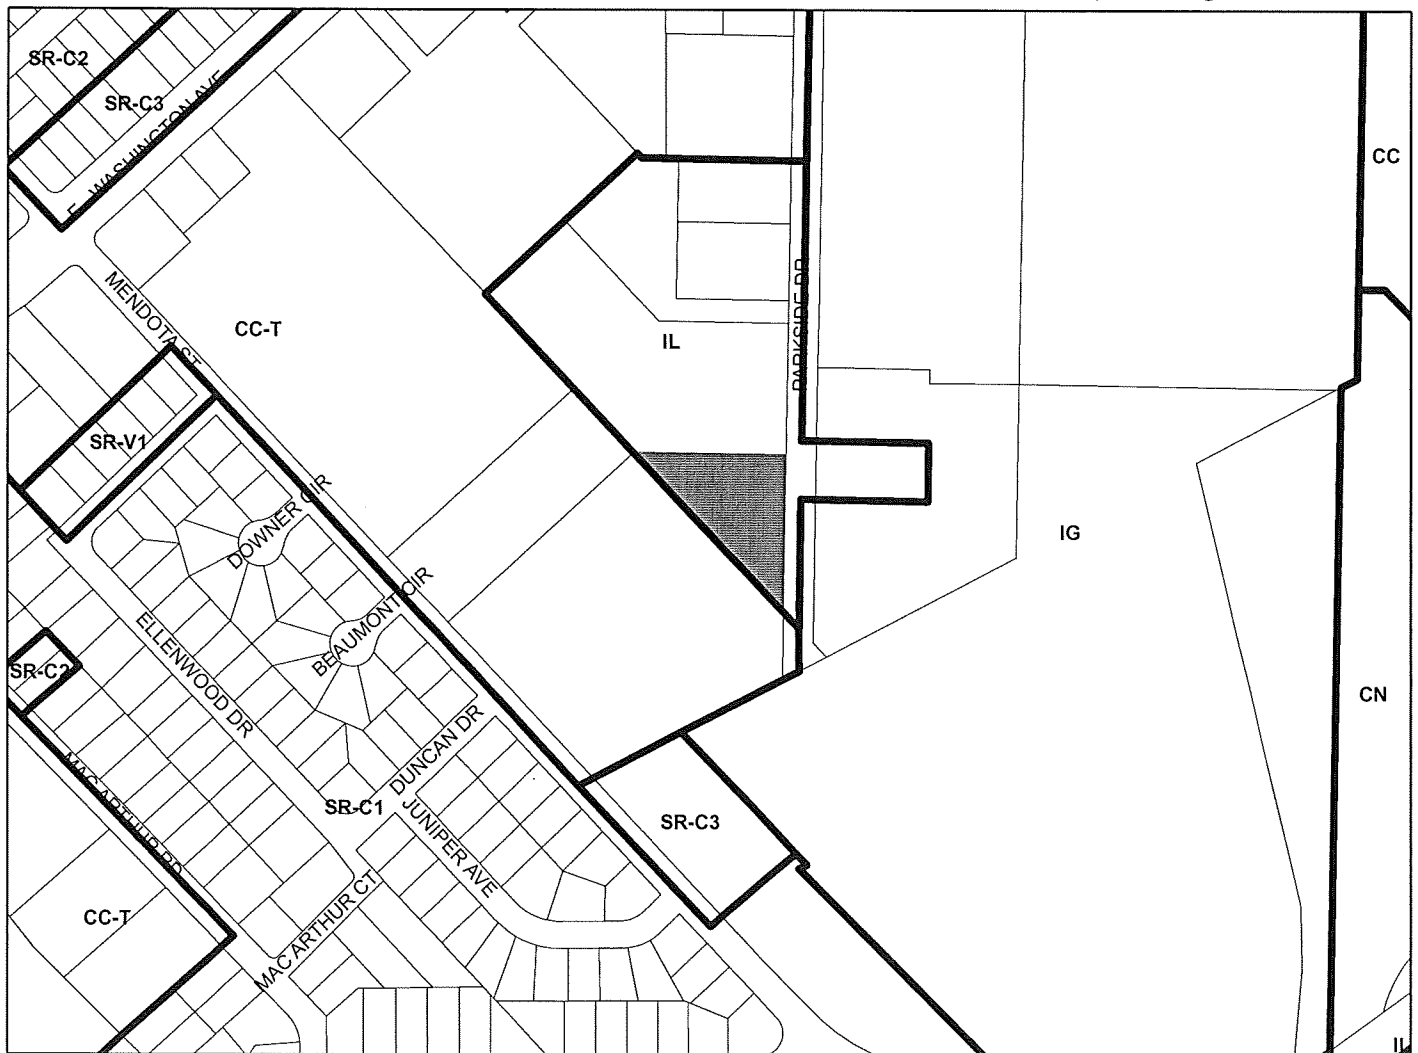 SR-C2
SR-C3
E WASHINGTON AVE
CC
MENDOTA ST
CC-T
IL
PARKSIDE DR
SR-V1
DOWNER CIR
IG
BEAUMONT CIR
ELLENWOOD DR
SR-C2
CN
DUNCAN DR
MAC ARTHUR RD
SR-C1
JUNIPER AVE
SR-C3
MAC ARTHUR CT
CC-T
IL